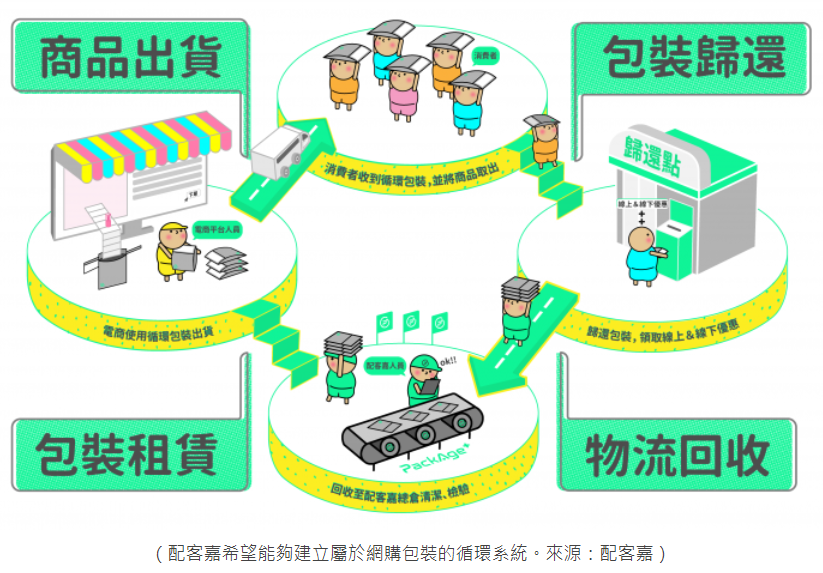 商品出貨
包裝歸還
消費者
消費者收到循環包裝,並將商品取出
歸還點
線上&線下優惠
下單
電商平台人員
電商使用循環包裝出貨
歸還包裝,領取線上&線下優惠
配客嘉人員
ok!!
PackAge+
回收至配客嘉總倉清潔、檢驗
包裝租賃
物流回收
(配客嘉希望能夠建立屬於網購包裝的循環系統。來源:配客嘉)